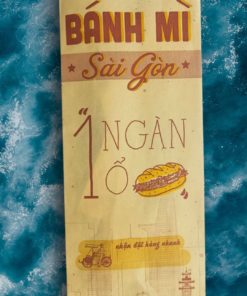 BÁNH MÌ
Sài Gòn
"1 NGÀN
Ổ
nhận đặt hàng nhanh